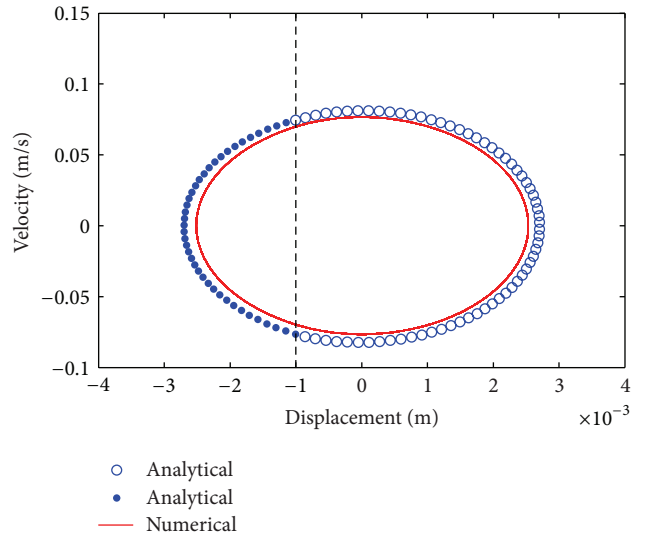 0.15
0.1
0.05
0
−0.05
−0.1
Velocity (m/s)
−4 −3 −2 −1 0 1 2 3 4
Displacement (m) ×10⁻³
Analytical
Analytical
Numerical